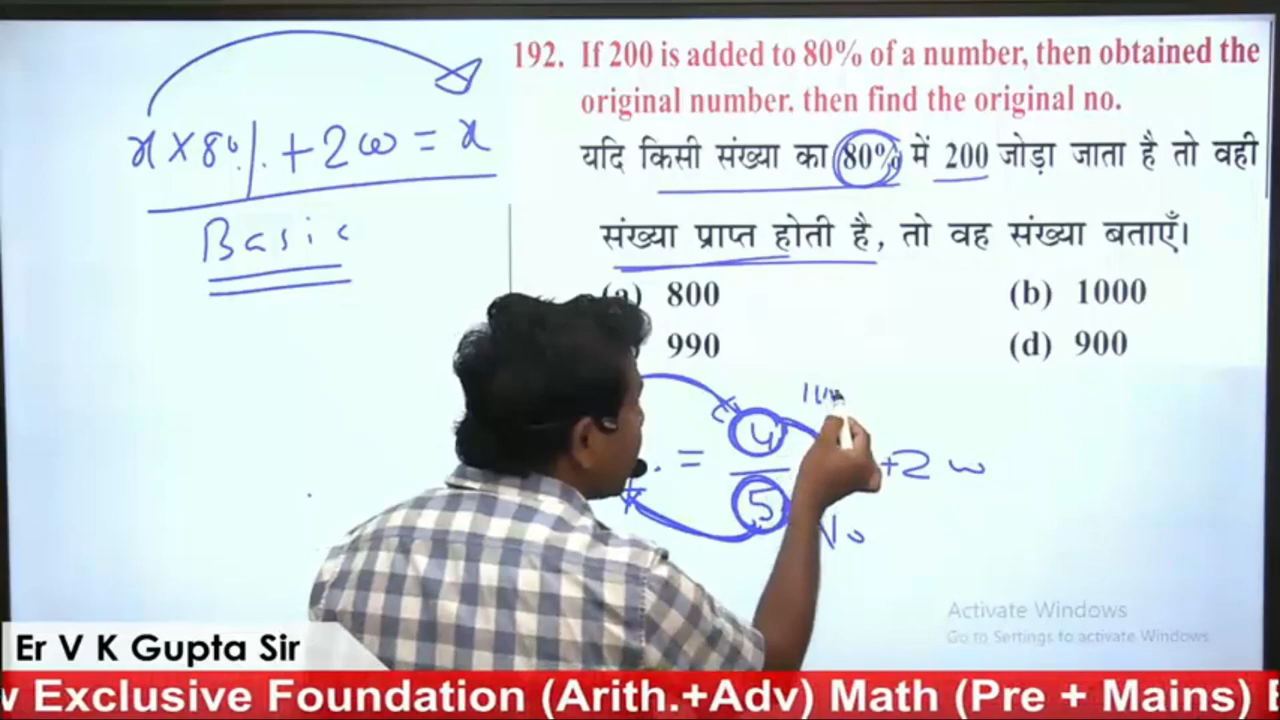 192. If 200 is added to 80% of a number, then obtained the
original number. then find the original no.
यदि किसी संख्या का 80% में 200 जोड़ा जाता है तो वही
संख्या प्राप्त होती है, तो वह संख्या बताएँ।
(a) 800
(b) 1000
990
(d) 900
x × 80% + 200 = x
Basic
= 4/5
+200
Activate Windows
Go to Settings to activate Windows
Er V K Gupta Sir
v Exclusive Foundation (Arith.+Adv) Math (Pre + Mains)